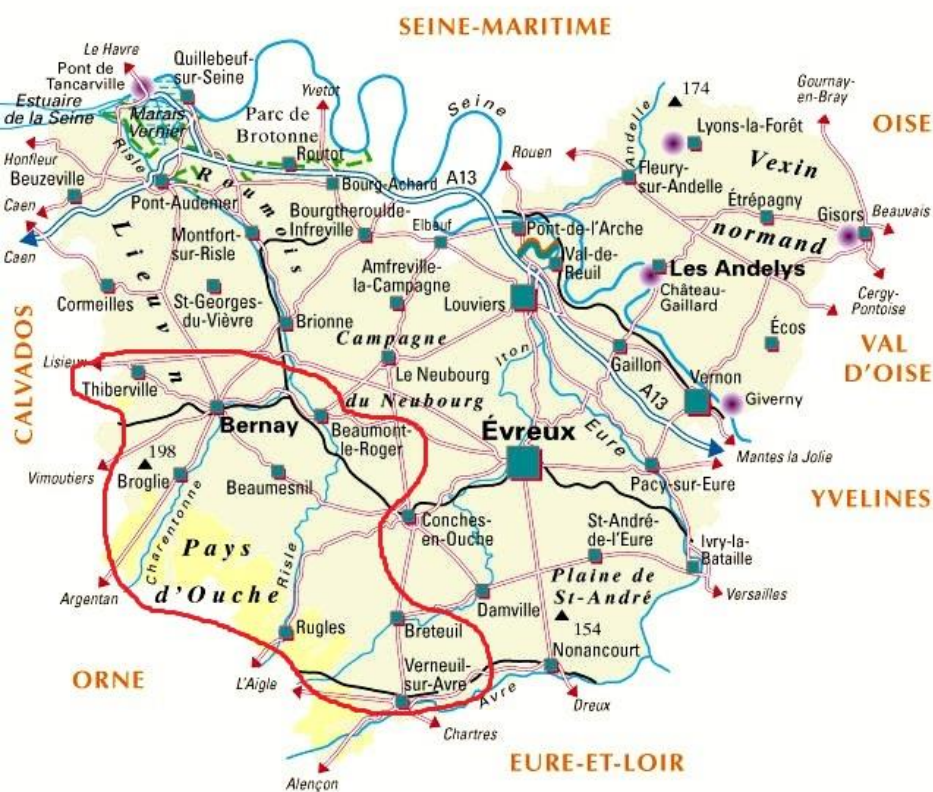 SEINE-MARITIME
Le Havre
Pont de
Tancarville
Quillebeuf-
sur-Seine
Estuaire
de la Seine
Marais
Vernier
Yvetot
Parc de
Brotonne
Seine
174
Gournay-
en-Bray
OISE
Andelle
Lyons-la-Forêt
Honfleur
Risle
Routot
Rouen
Fleury-
sur-Andelle
Vexin
normand
Beuzeville
Bourg-Achard
A13
Étrépagny
Caen
Pont-Audemer
Roumois
Bourgtheroulde-
Infreville
Elbeuf
Pont-de-l'Arche
Gisors
Beauvais
Caen
Lieuvin
Montfort-
sur-Risle
Val-de-
Reuil
Amfreville-
la-Campagne
Les Andelys
Château-
Gaillard
Cergy-
Pontoise
Cormeilles
St-Georges-
du-Vièvre
Louviers
CALVADOS
Brionne
Campagne
du Neubourg
Écos
VAL
D'OISE
Iton
Gaillon
Lisieux
Thiberville
Le Neubourg
Vernon
A13
Giverny
Bernay
Beaumont-
le-Roger
Évreux
Eure
Mantes la Jolie
198
Vimoutiers
Broglie
Beaumesnil
Pacy-sur-Eure
YVELINES
Charentonne
Conches-
en-Ouche
St-André-
de-l'Eure
Ivry-la-
Bataille
Pays
d'Ouche
Risle
Plaine de
St-André
Argentan
Damville
Versailles
154
Rugles
Breteuil
Nonancourt
ORNE
L'Aigle
Verneuil-
sur-Avre
Avre
Dreux
Chartres
EURE-ET-LOIR
Alençon